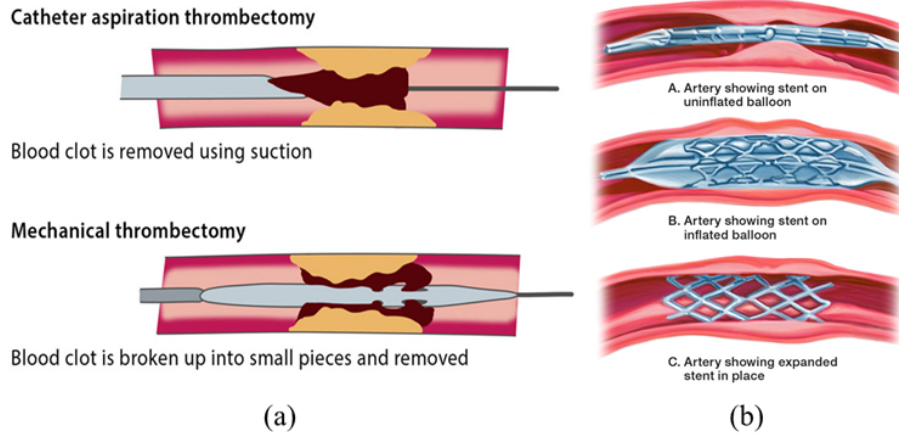 Catheter aspiration thrombectomy
Blood clot is removed using suction
Mechanical thrombectomy
Blood clot is broken up into small pieces and removed
(a)
A. Artery showing stent on
uninflated balloon
B. Artery showing stent on
inflated balloon
C. Artery showing expanded
stent in place
(b)